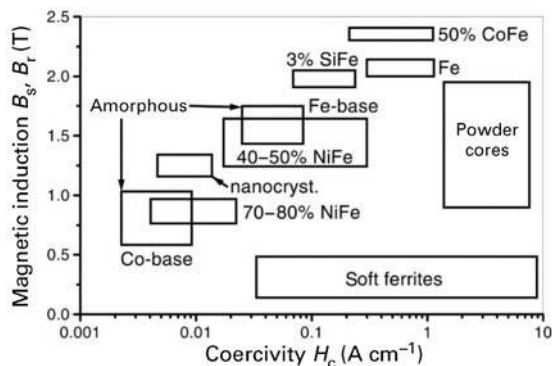 Magnetic induction Bs, Br (T)
2.5
2.0
1.5
1.0
0.5
0.0
50% CoFe
3% SiFe
Fe
Amorphous
Fe-base
Powder
cores
40–50% NiFe
nanocryst.
70–80% NiFe
Co-base
Soft ferrites
0.001
0.01
0.1
1
10
Coercivity Hc (A cm⁻¹)